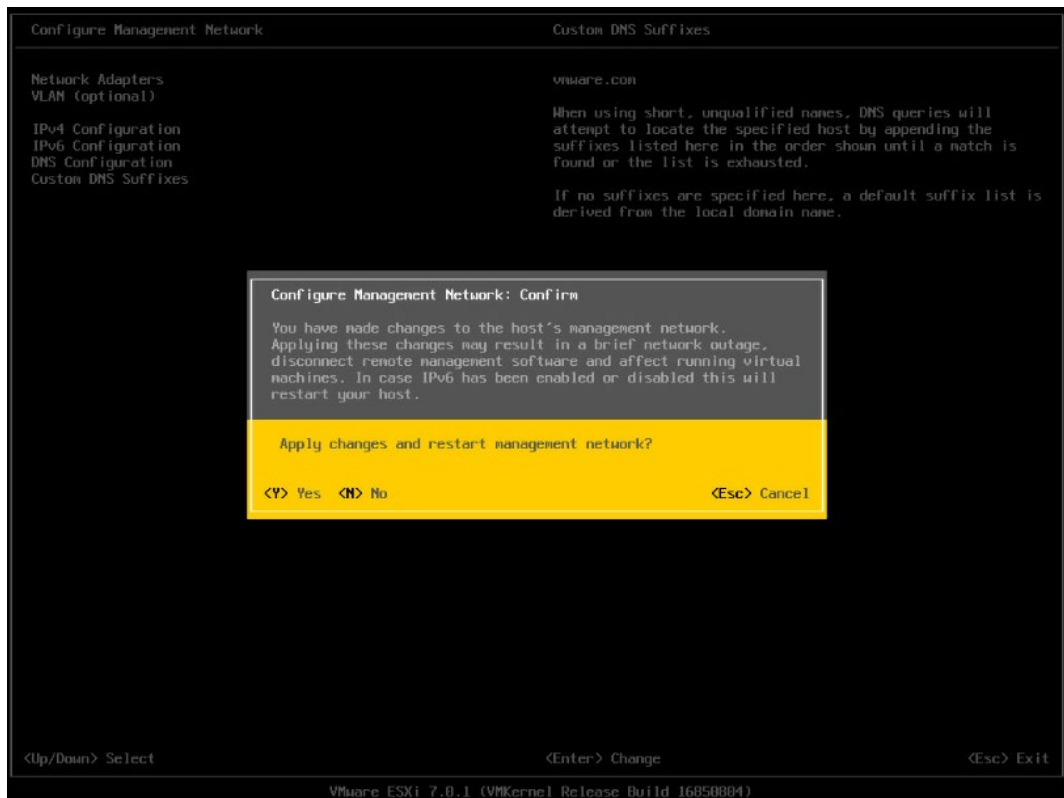 Configure Management Network
Custom DNS Suffixes
Network Adapters
VLAN (optional)
IPv4 Configuration
IPv6 Configuration
DNS Configuration
Custom DNS Suffixes
vmware.com
When using short, unqualified names, DNS queries will
attempt to locate the specified host by appending the
suffixes listed here in the order shown until a match is
found or the list is exhausted.
If no suffixes are specified here, a default suffix list is
derived from the local domain name.
Configure Management Network: Confirm
You have made changes to the host's management network.
Applying these changes may result in a brief network outage,
disconnect remote management software and affect running virtual
machines. In case IPv6 has been enabled or disabled this will
restart your host.
Apply changes and restart management network?
<Y> Yes <N> No <Esc> Cancel
<Up/Down> Select <Enter> Change <Esc> Exit
VMware ESXi 7.0.1 (VMKernel Release Build 16850804)